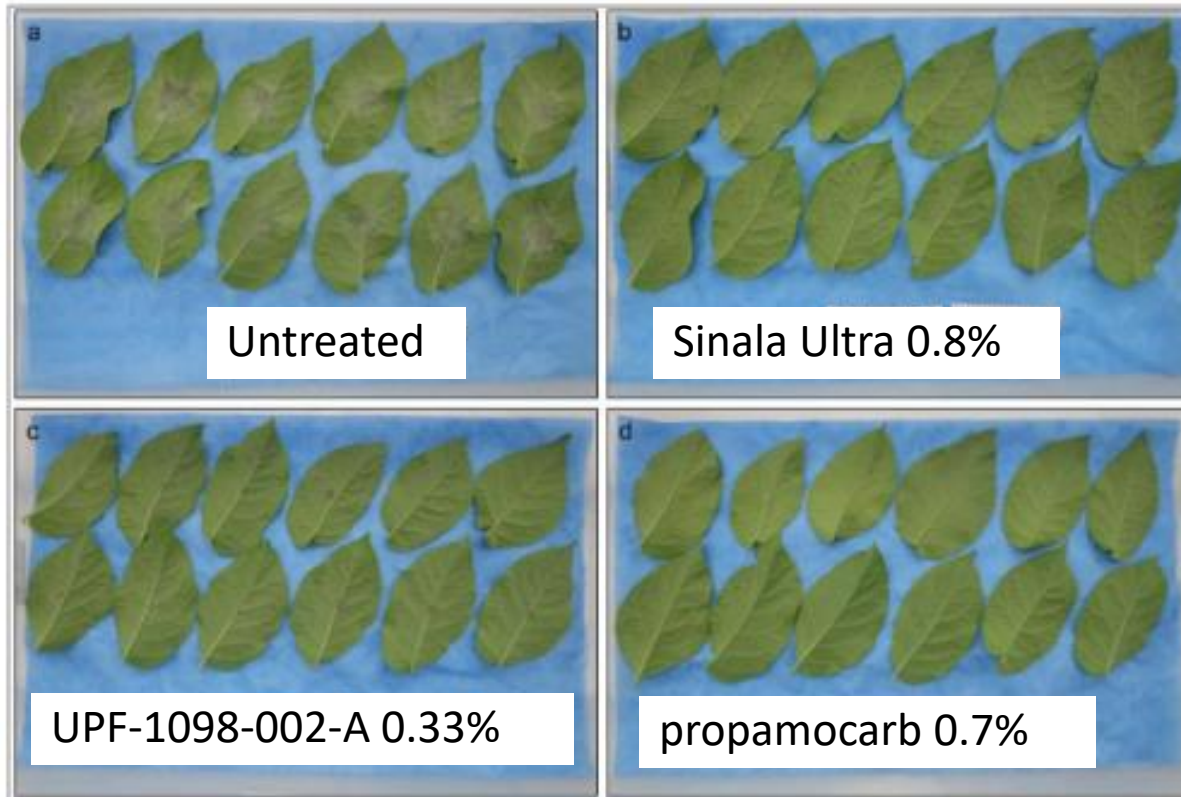 a
b
Untreated
Sinala Ultra 0.8%
c
d
UPF-1098-002-A 0.33%
propamocarb 0.7%